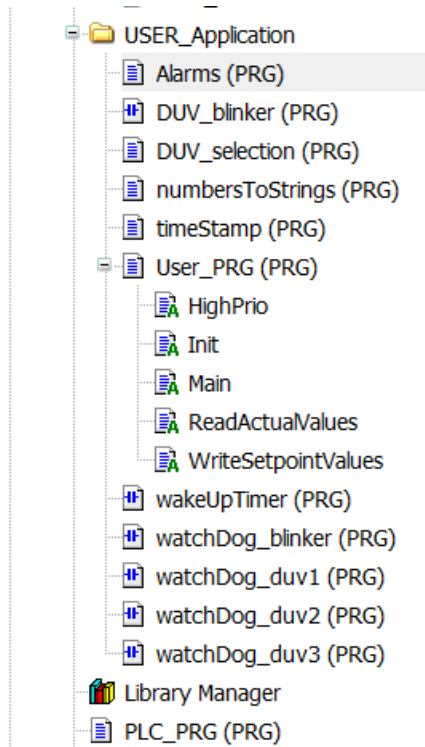 USER_Application
Alarms (PRG)
DUV_blinker (PRG)
DUV_selection (PRG)
numbersToStrings (PRG)
timeStamp (PRG)
User_PRG (PRG)
HighPrio
Init
Main
ReadActualValues
WriteSetpointValues
wakeUpTimer (PRG)
watchDog_blinker (PRG)
watchDog_duv1 (PRG)
watchDog_duv2 (PRG)
watchDog_duv3 (PRG)
Library Manager
PLC_PRG (PRG)